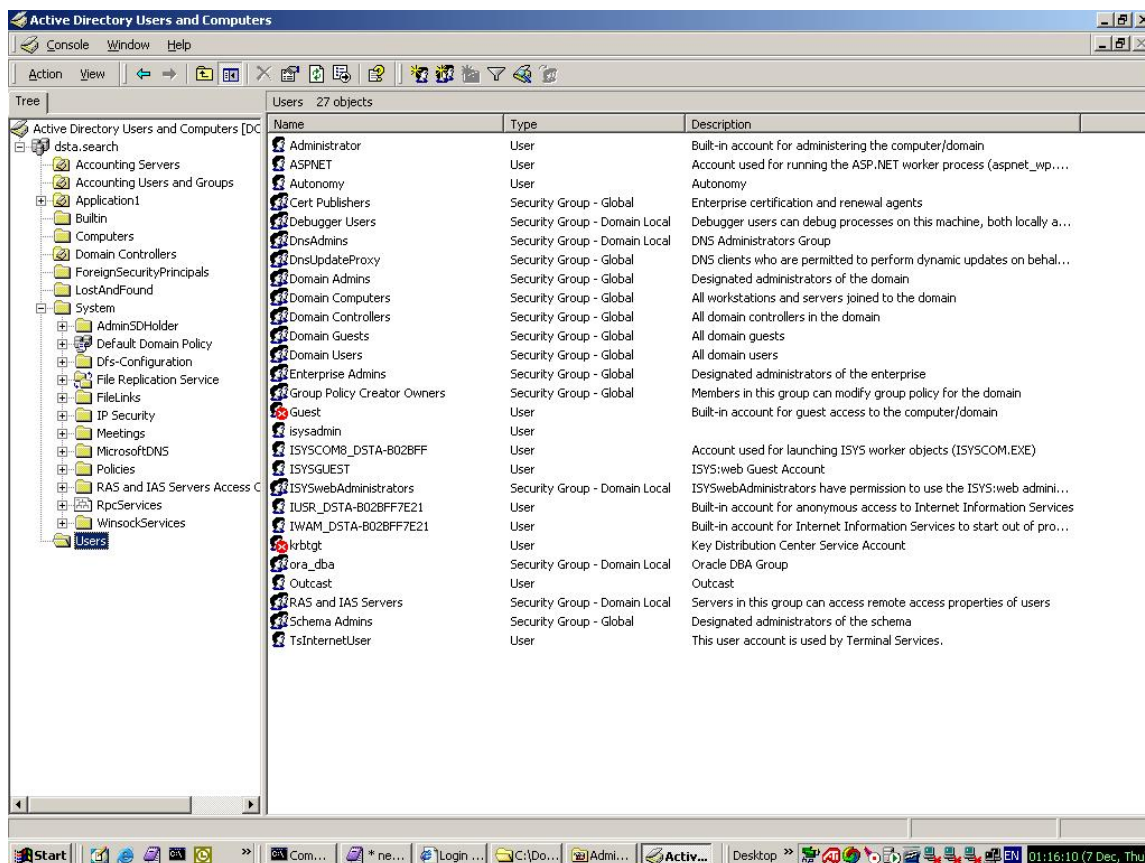 Active Directory Users and Computers
Console Window Help
Action View
Tree
Users 27 objects
Active Directory Users and Computers [DC
dsta.search
Accounting Servers
Accounting Users and Groups
Application1
Builtin
Computers
Domain Controllers
ForeignSecurityPrincipals
LostAndFound
System
AdminSDHolder
Default Domain Policy
Dfs-Configuration
File Replication Service
FileLinks
IP Security
Meetings
MicrosoftDNS
Policies
RAS and IAS Servers Access C
RpcServices
WinsockServices
Users
Name Type Description
Administrator User Built-in account for administering the computer/domain
ASPNET User Account used for running the ASP.NET worker process (aspnet_wp....
Autonomy User Autonomy
Cert Publishers Security Group - Global Enterprise certification and renewal agents
Debugger Users Security Group - Domain Local Debugger users can debug processes on this machine, both locally a...
DnsAdmins Security Group - Domain Local DNS Administrators Group
DnsUpdateProxy Security Group - Global DNS clients who are permitted to perform dynamic updates on behal...
Domain Admins Security Group - Global Designated administrators of the domain
Domain Computers Security Group - Global All workstations and servers joined to the domain
Domain Controllers Security Group - Global All domain controllers in the domain
Domain Guests Security Group - Global All domain guests
Domain Users Security Group - Global All domain users
Enterprise Admins Security Group - Global Designated administrators of the enterprise
Group Policy Creator Owners Security Group - Global Members in this group can modify group policy for the domain
Guest User Built-in account for guest access to the computer/domain
isysadmin User
ISYSCOM8_DSTA-B02BFF User Account used for launching ISYS worker objects (ISYSCOM.EXE)
ISYSGUEST User ISYS:web Guest Account
ISYSwebAdministrators Security Group - Domain Local ISYSwebAdministrators have permission to use the ISYS:web admini...
IUSR_DSTA-B02BFF7E21 User Built-in account for anonymous access to Internet Information Services
IWAM_DSTA-B02BFF7E21 User Built-in account for Internet Information Services to start out of pro...
krbtgt User Key Distribution Center Service Account
ora_dba Security Group - Domain Local Oracle DBA Group
Outcast User Outcast
RAS and IAS Servers Security Group - Domain Local Servers in this group can access remote access properties of users
Schema Admins Security Group - Global Designated administrators of the schema
TsInternetUser User This user account is used by Terminal Services.
Start » Com... * ne... Login ... C:\Do... Admi... Activ... Desktop » EN 01:16:10 (7 Dec, Thu